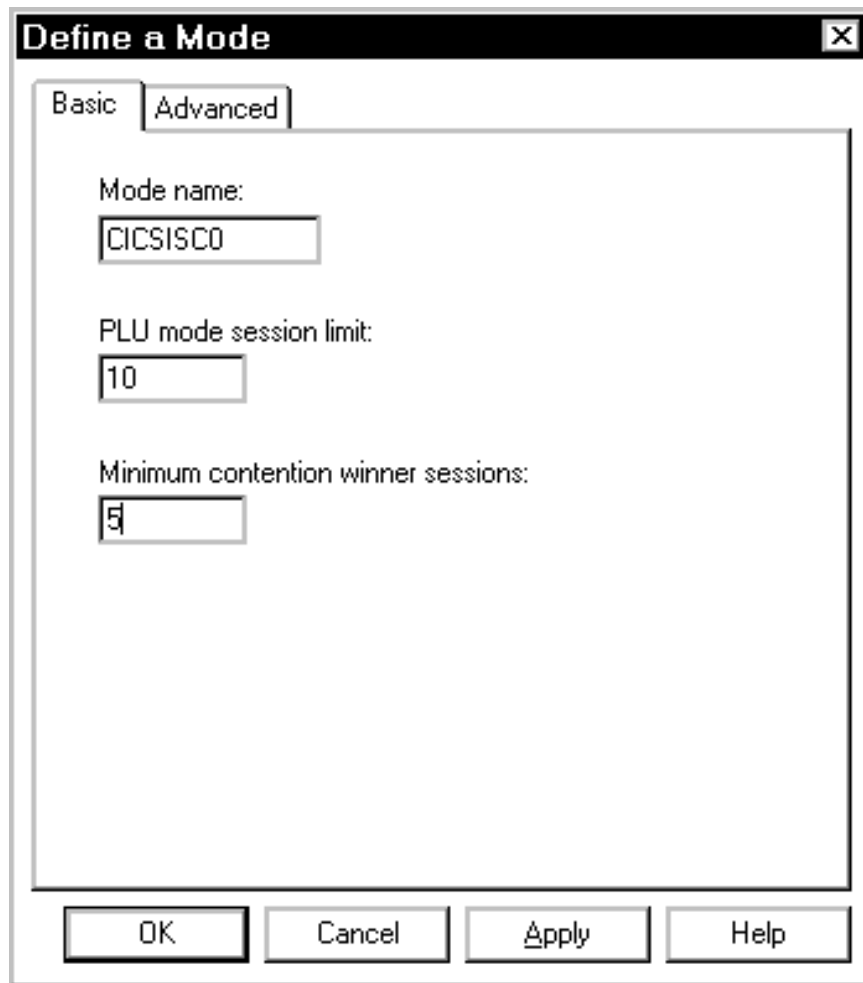 Define a Mode
Basic
Advanced
Mode name:
CICSISC0
PLU mode session limit:
10
Minimum contention winner sessions:
5
OK
Cancel
Apply
Help